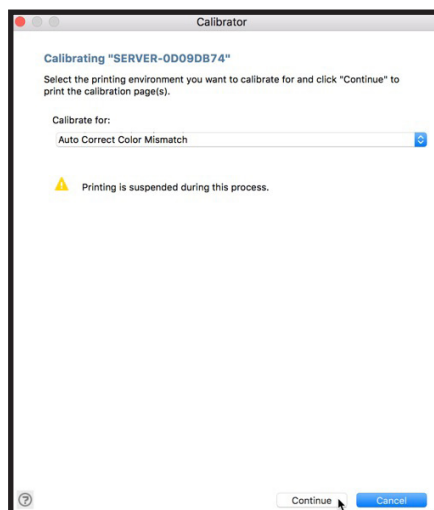 Calibrator
Calibrating "SERVER-0D09DB74"
Select the printing environment you want to calibrate for and click "Continue" to
print the calibration page(s).
Calibrate for:
Auto Correct Color Mismatch
Printing is suspended during this process.
?
Continue
Cancel